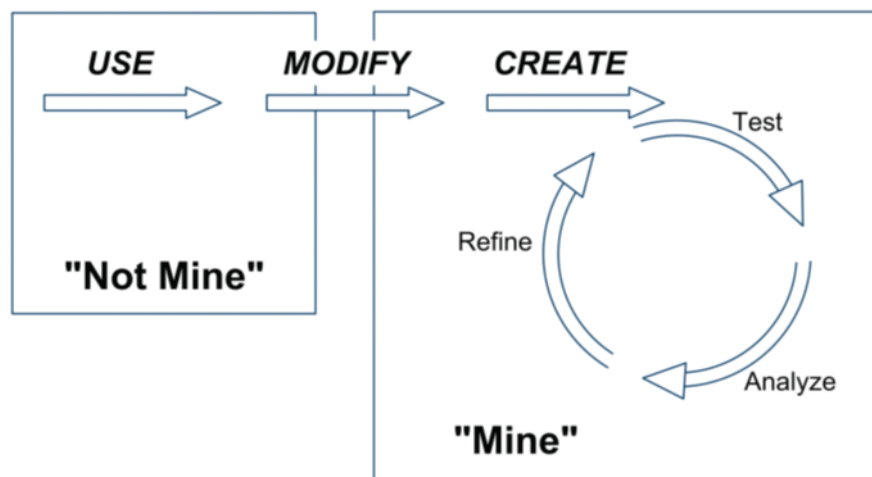 USE
MODIFY
CREATE
Test
Refine
"Not Mine"
Analyze
"Mine"